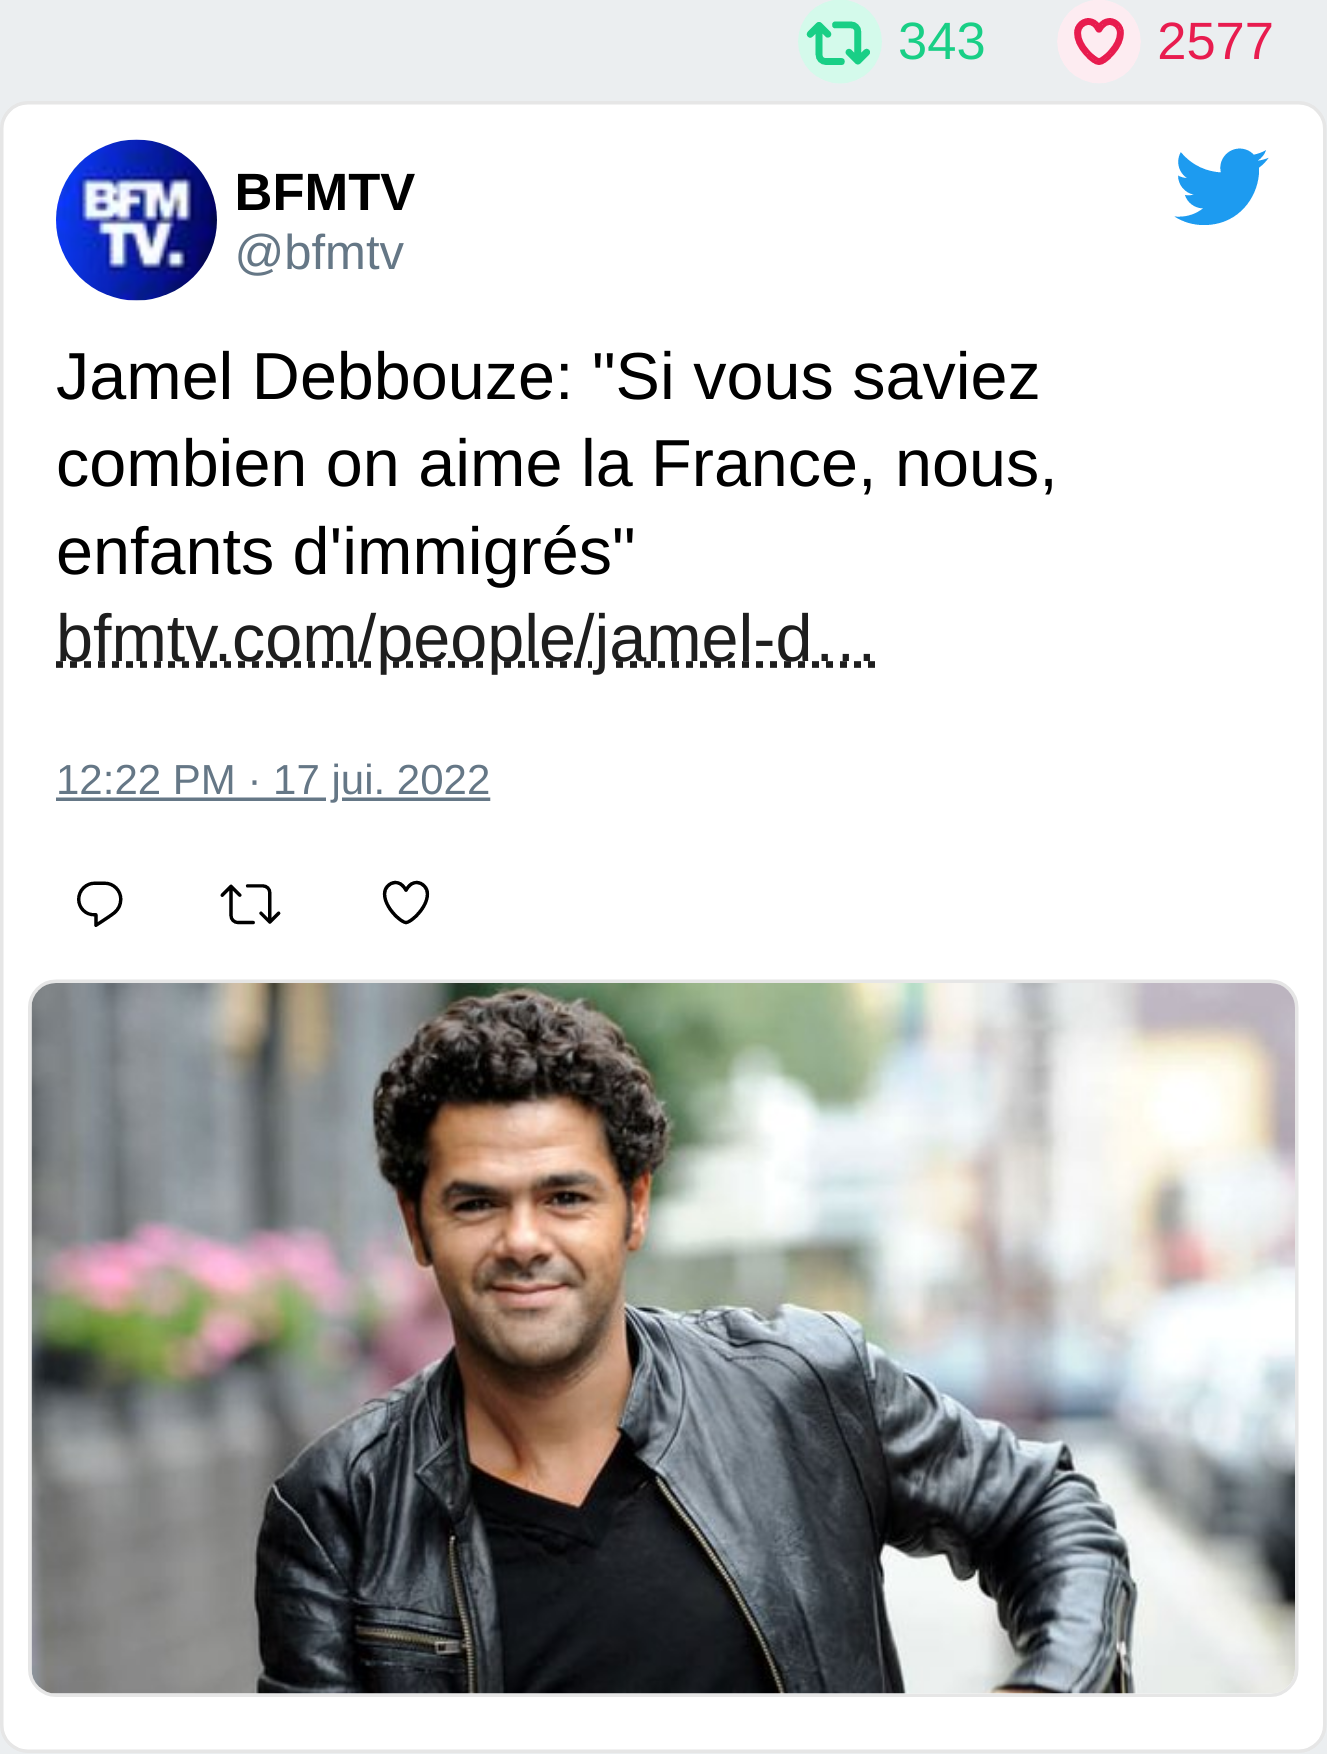 343 2577
BFM
TV.
BFMTV
@bfmtv
Jamel Debbouze: "Si vous saviez
combien on aime la France, nous,
enfants d'immigrés"
bfmtv.com/people/jamel-d...
12:22 PM · 17 jui. 2022